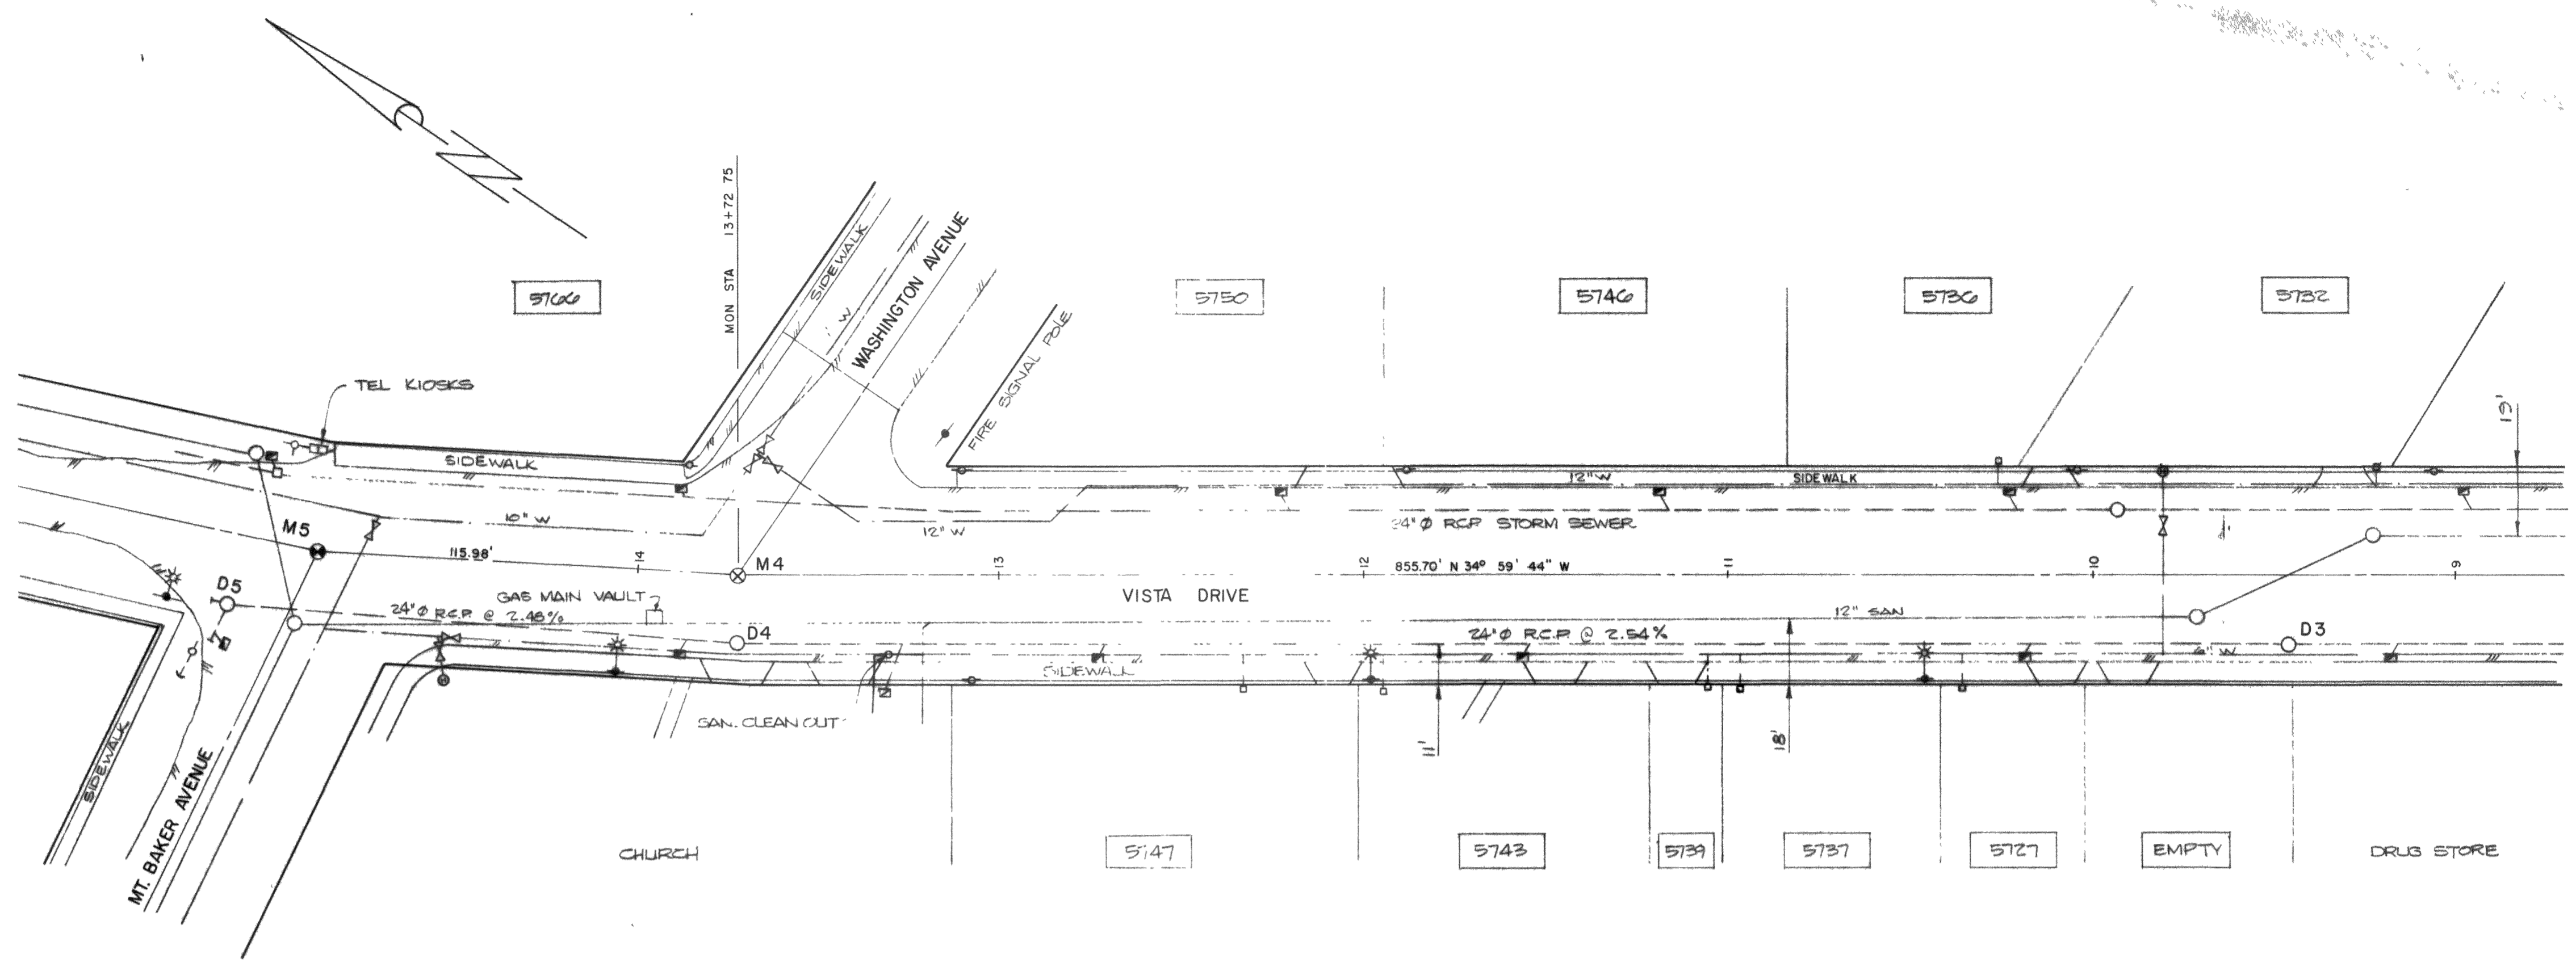 N
MON STA 13+72 75
SIDEWALK
W
WASHINGTON AVENUE
FIRE SIGNAL POLE
5766
5750
5746
5736
5732
TEL KIOSKS
19'
SIDEWALK
12" W
SIDEWALK
10" W
12" W
24" Ø RCP STORM SEWER
M5
115.98'
14
M4
13
12
855.70' N 34° 59' 44" W
11
10
9
D5
GAS MAIN VAULT
24" Ø R.C.P. @ 2.48%
VISTA DRIVE
12" SAN
D4
24" Ø R.C.P. @ 2.54%
D3
6" W
SIDEWALK
SAN. CLEAN OUT
11'
18'
SIDEWALK
MT. BAKER AVENUE
CHURCH
5747
5743
5739
5737
5727
EMPTY
DRUG STORE